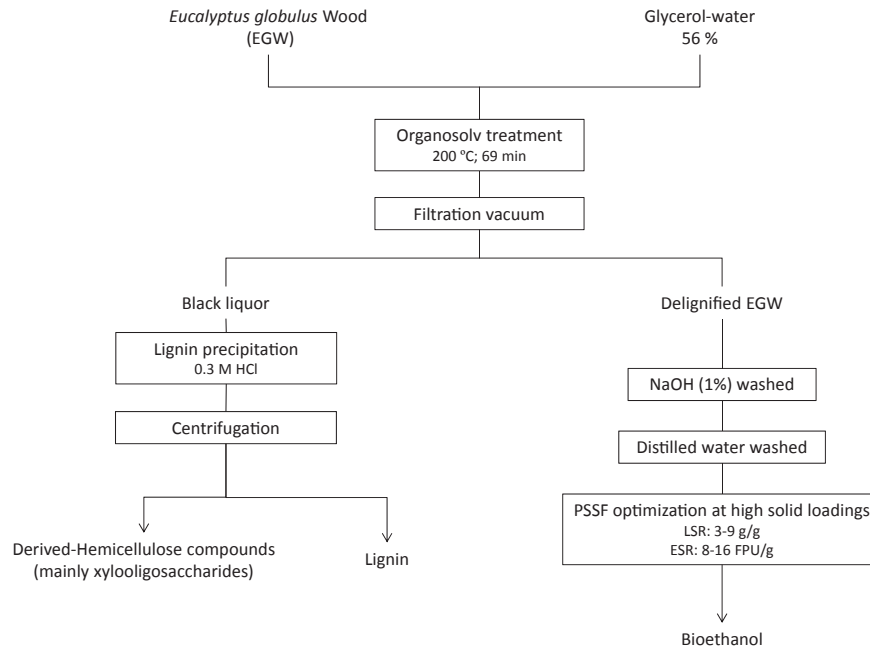 Eucalyptus globulus Wood
(EGW)
Glycerol-water
56 %
Organosolv treatment
200 ºC; 69 min
Filtration vacuum
Black liquor
Delignified EGW
Lignin precipitation
0.3 M HCl
NaOH (1%) washed
Centrifugation
Distilled water washed
PSSF optimization at high solid loadings
LSR: 3-9 g/g
ESR: 8-16 FPU/g
Derived-Hemicellulose compounds
(mainly xylooligosaccharides)
Lignin
Bioethanol